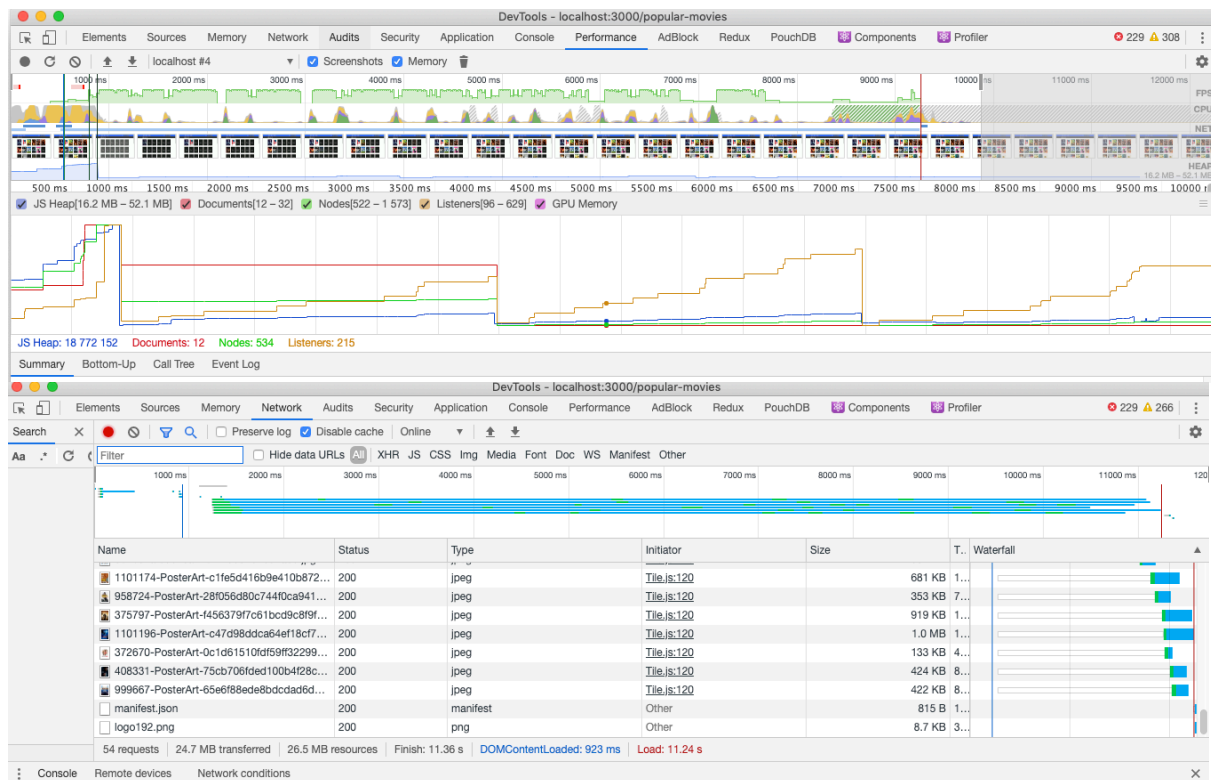 DevTools - localhost:3000/popular-movies
Elements Sources Memory Network Audits Security Application Console Performance AdBlock Redux PouchDB Components Profiler 229 308
localhost #4 Screenshots Memory
1000 ms 2000 ms 3000 ms 4000 ms 5000 ms 6000 ms 7000 ms 8000 ms 9000 ms 10000 ms 11000 ms 12000 ms
FPS
CPU
NET
HEAP
16.2 MB – 52.1 MB
500 ms 1000 ms 1500 ms 2000 ms 2500 ms 3000 ms 3500 ms 4000 ms 4500 ms 5000 ms 5500 ms 6000 ms 6500 ms 7000 ms 7500 ms 8000 ms 8500 ms 9000 ms 9500 ms 10000
JS Heap[16.2 MB – 52.1 MB] Documents[12 – 32] Nodes[522 – 1 573] Listeners[96 – 629] GPU Memory
JS Heap: 18 772 152 Documents: 12 Nodes: 534 Listeners: 215
Summary Bottom-Up Call Tree Event Log
DevTools - localhost:3000/popular-movies
Elements Sources Memory Network Audits Security Application Console Performance AdBlock Redux PouchDB Components Profiler 229 266
Search Preserve log Disable cache Online
Aa .* Filter Hide data URLs All XHR JS CSS Img Media Font Doc WS Manifest Other
1000 ms 2000 ms 3000 ms 4000 ms 5000 ms 6000 ms 7000 ms 8000 ms 9000 ms 10000 ms 11000 ms 120
Name Status Type Initiator Size T.. Waterfall
1101174-PosterArt-c1fe5d416b9e410b872... 200 jpeg Tile.js:120 681 KB 1...
958724-PosterArt-28f056d80c744f0ca941... 200 jpeg Tile.js:120 353 KB 7...
375797-PosterArt-f456379f7c61bcd9c8f9f... 200 jpeg Tile.js:120 919 KB 1...
1101196-PosterArt-c47d98ddca64ef18cf7... 200 jpeg Tile.js:120 1.0 MB 1...
372670-PosterArt-0c1d61510fdf59ff32299... 200 jpeg Tile.js:120 133 KB 4...
408331-PosterArt-75cb706fded100b4f28c... 200 jpeg Tile.js:120 424 KB 8...
999667-PosterArt-65e6f88ede8bdcdad6d... 200 jpeg Tile.js:120 422 KB 8...
manifest.json 200 manifest Other 815 B 1...
logo192.png 200 png Other 8.7 KB 3...
54 requests 24.7 MB transferred 26.5 MB resources Finish: 11.36 s DOMContentLoaded: 923 ms Load: 11.24 s
Console Remote devices Network conditions